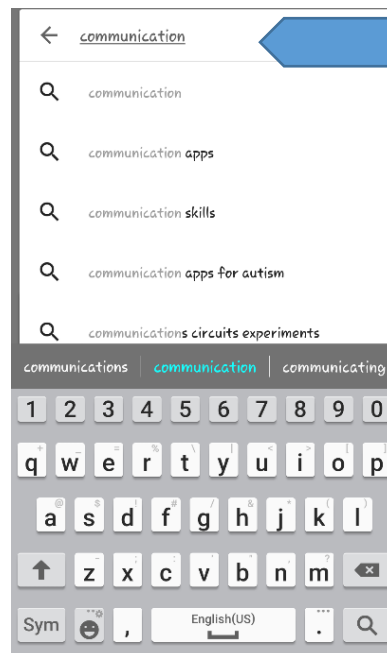 communication
communication
communication apps
communication skills
communication apps for autism
communications circuits experiments
communications communication communicating
1 2 3 4 5 6 7 8 9 0
q w e r t y u i o p
a s d f g h j k l
z x c v b n m
Sym , English(US) .